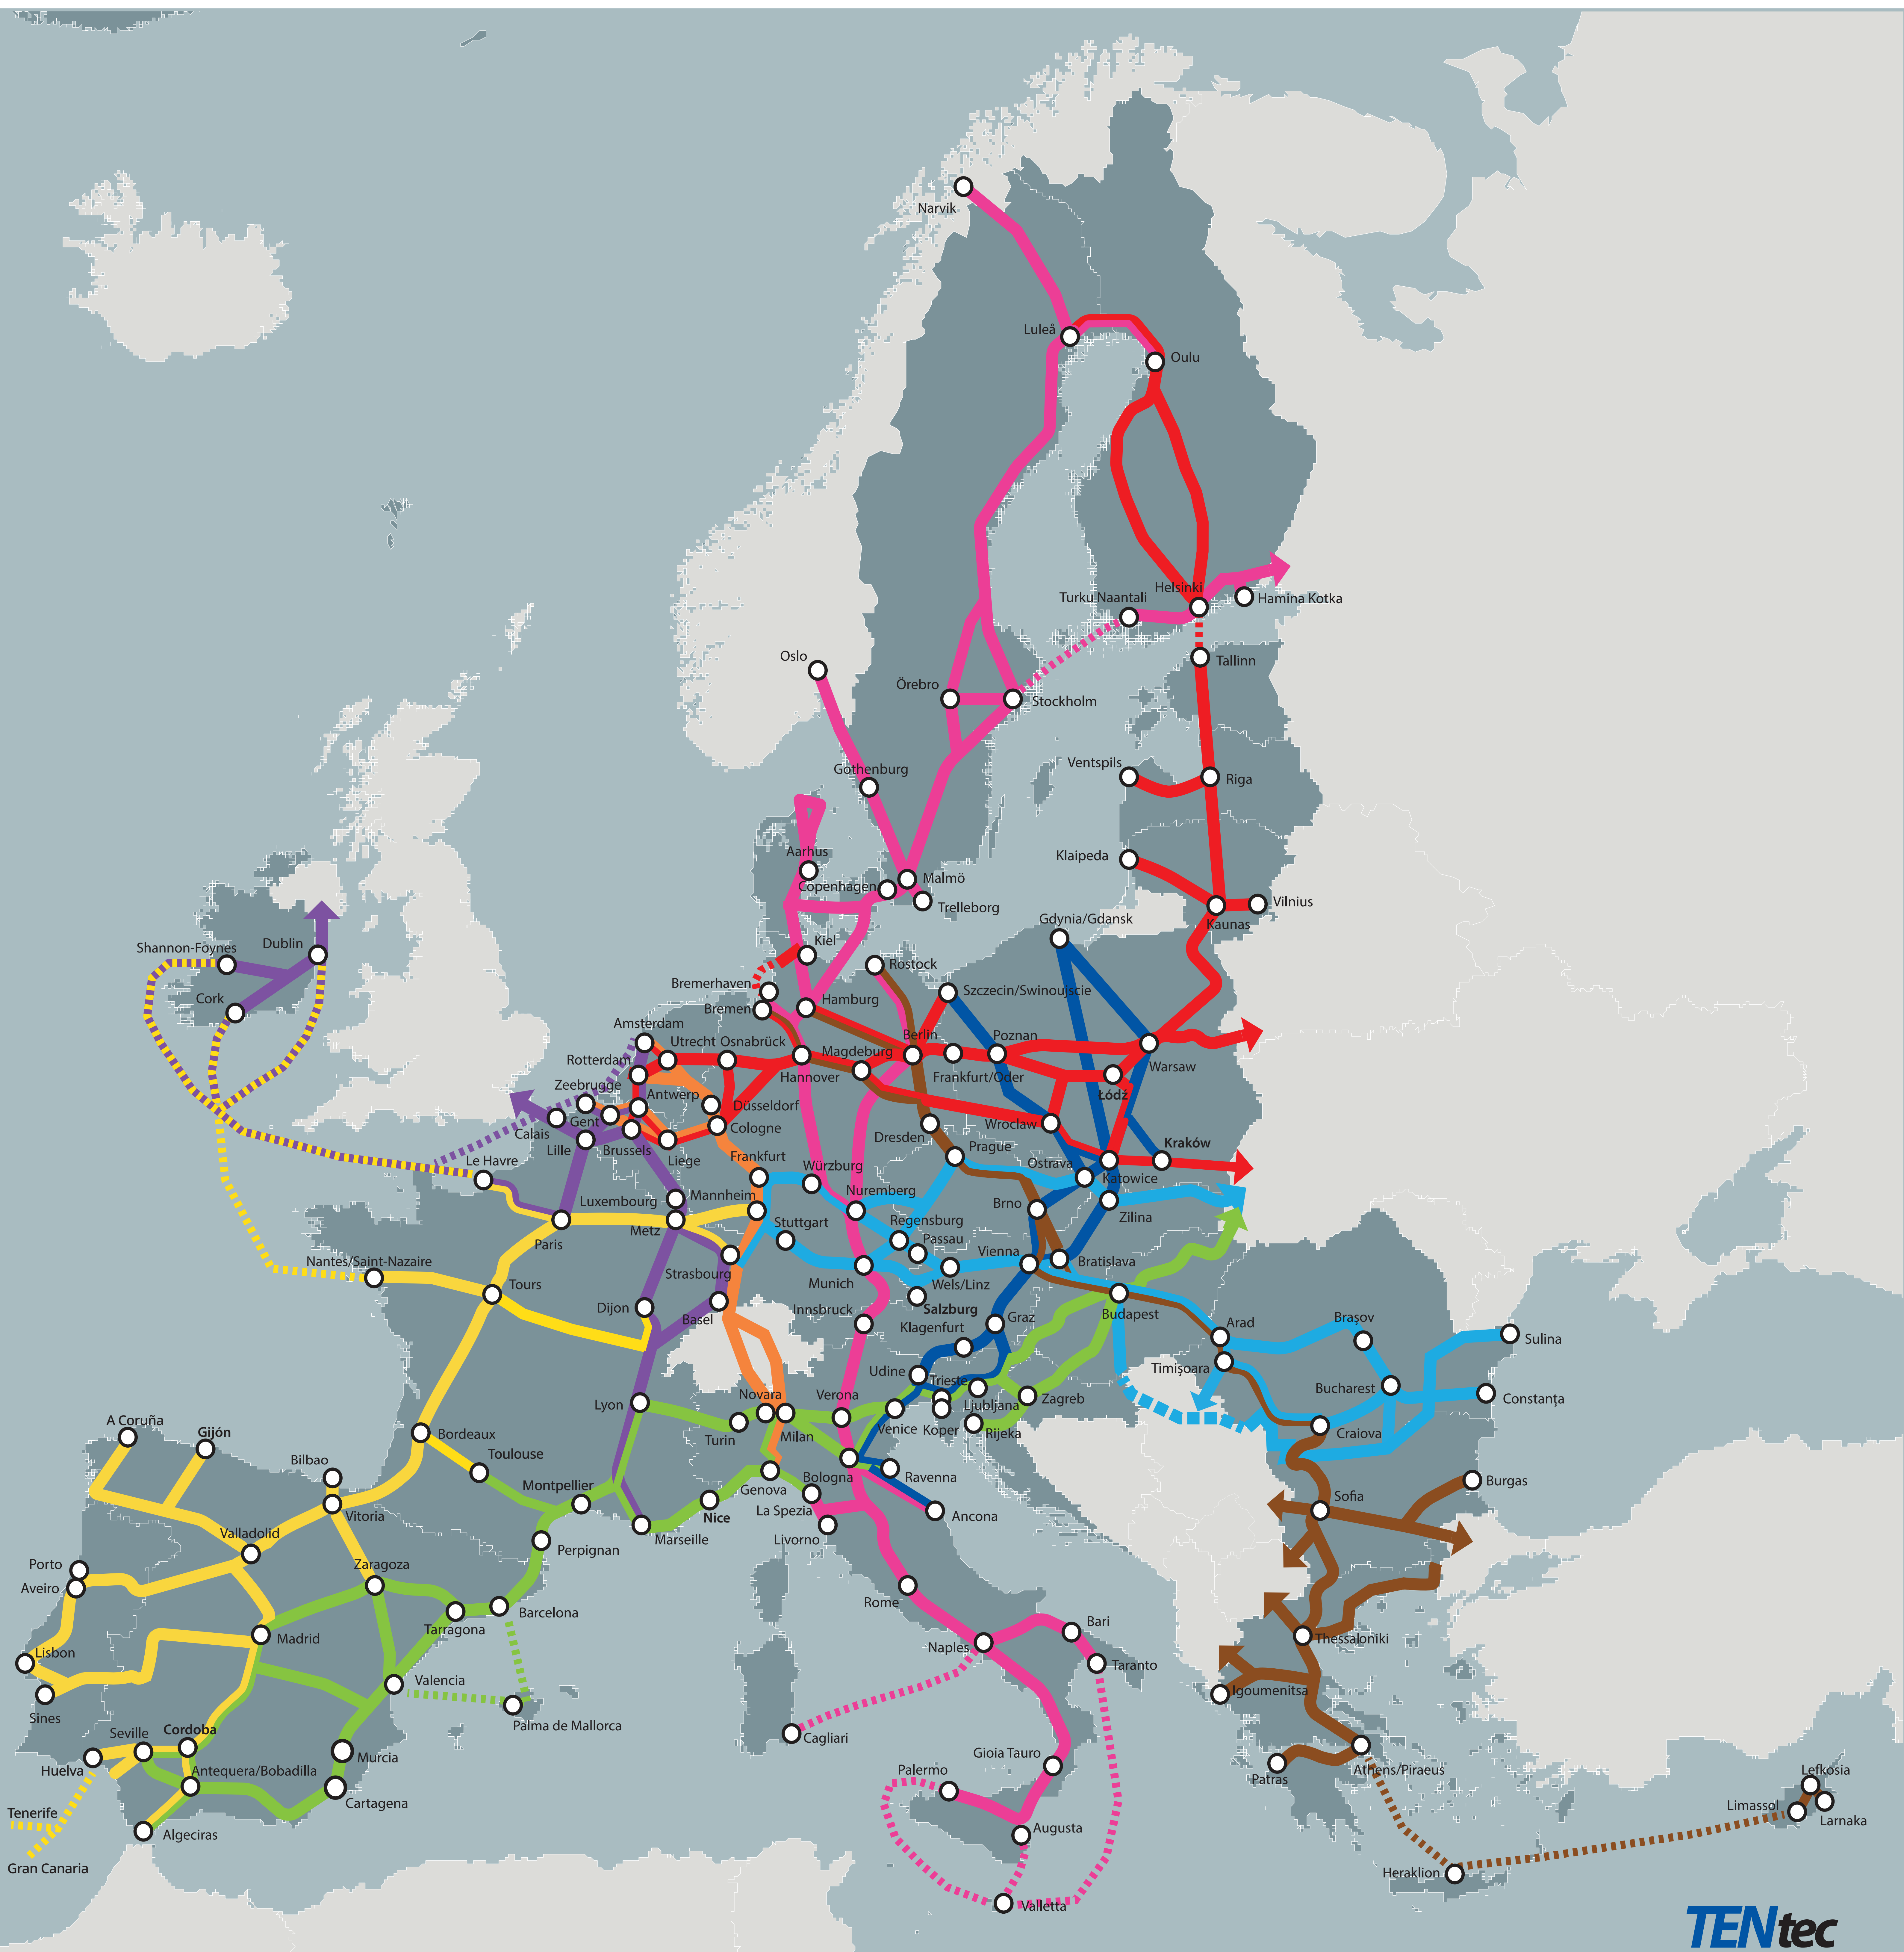 Narvik
Luleå
Oulu
Helsinki
Turku Naantali
Hamina Kotka
Oslo
Tallinn
Örebro
Stockholm
Gothenburg
Ventspils
Riga
Aarhus
Klaipeda
Copenhagen
Malmö
Trelleborg
Vilnius
Kaunas
Gdynia/Gdansk
Shannon-Foynes
Dublin
Kiel
Rostock
Bremerhaven
Szczecin/Swinoujscie
Cork
Bremen
Hamburg
Amsterdam
Utrecht
Osnabrück
Berlin
Poznan
Rotterdam
Magdeburg
Hannover
Frankfurt/Oder
Warsaw
Zeebrugge
Antwerp
Düsseldorf
Łódź
Calais
Gent
Cologne
Dresden
Wroclaw
Lille
Brussels
Liege
Prague
Kraków
Le Havre
Frankfurt
Würzburg
Ostrava
Katowice
Luxembourg
Mannheim
Nuremberg
Brno
Zilina
Metz
Stuttgart
Regensburg
Paris
Passau
Vienna
Bratislava
Nantes/Saint-Nazaire
Strasbourg
Munich
Wels/Linz
Tours
Dijon
Basel
Innsbruck
Salzburg
Graz
Budapest
Klagenfurt
Arad
Braşov
Sulina
Udine
Trieste
Timişoara
Bucharest
Constanţa
Lyon
Novara
Verona
Ljubljana
Zagreb
A Coruña
Gijón
Bordeaux
Turin
Milan
Venice
Koper
Rijeka
Craiova
Bilbao
Toulouse
Montpellier
Genova
Bologna
Ravenna
Burgas
Vitoria
Nice
La Spezia
Ancona
Sofia
Valladolid
Marseille
Livorno
Perpignan
Porto
Zaragoza
Aveiro
Rome
Barcelona
Tarragona
Madrid
Bari
Naples
Thessaloniki
Lisbon
Taranto
Valencia
Igoumenitsa
Sines
Palma de Mallorca
Seville
Cordoba
Cagliari
Huelva
Murcia
Gioia Tauro
Antequera/Bobadilla
Palermo
Patras
Athens/Piraeus
Lefkosia
Cartagena
Tenerife
Limassol
Larnaka
Algeciras
Augusta
Gran Canaria
Heraklion
Valletta
TENtec